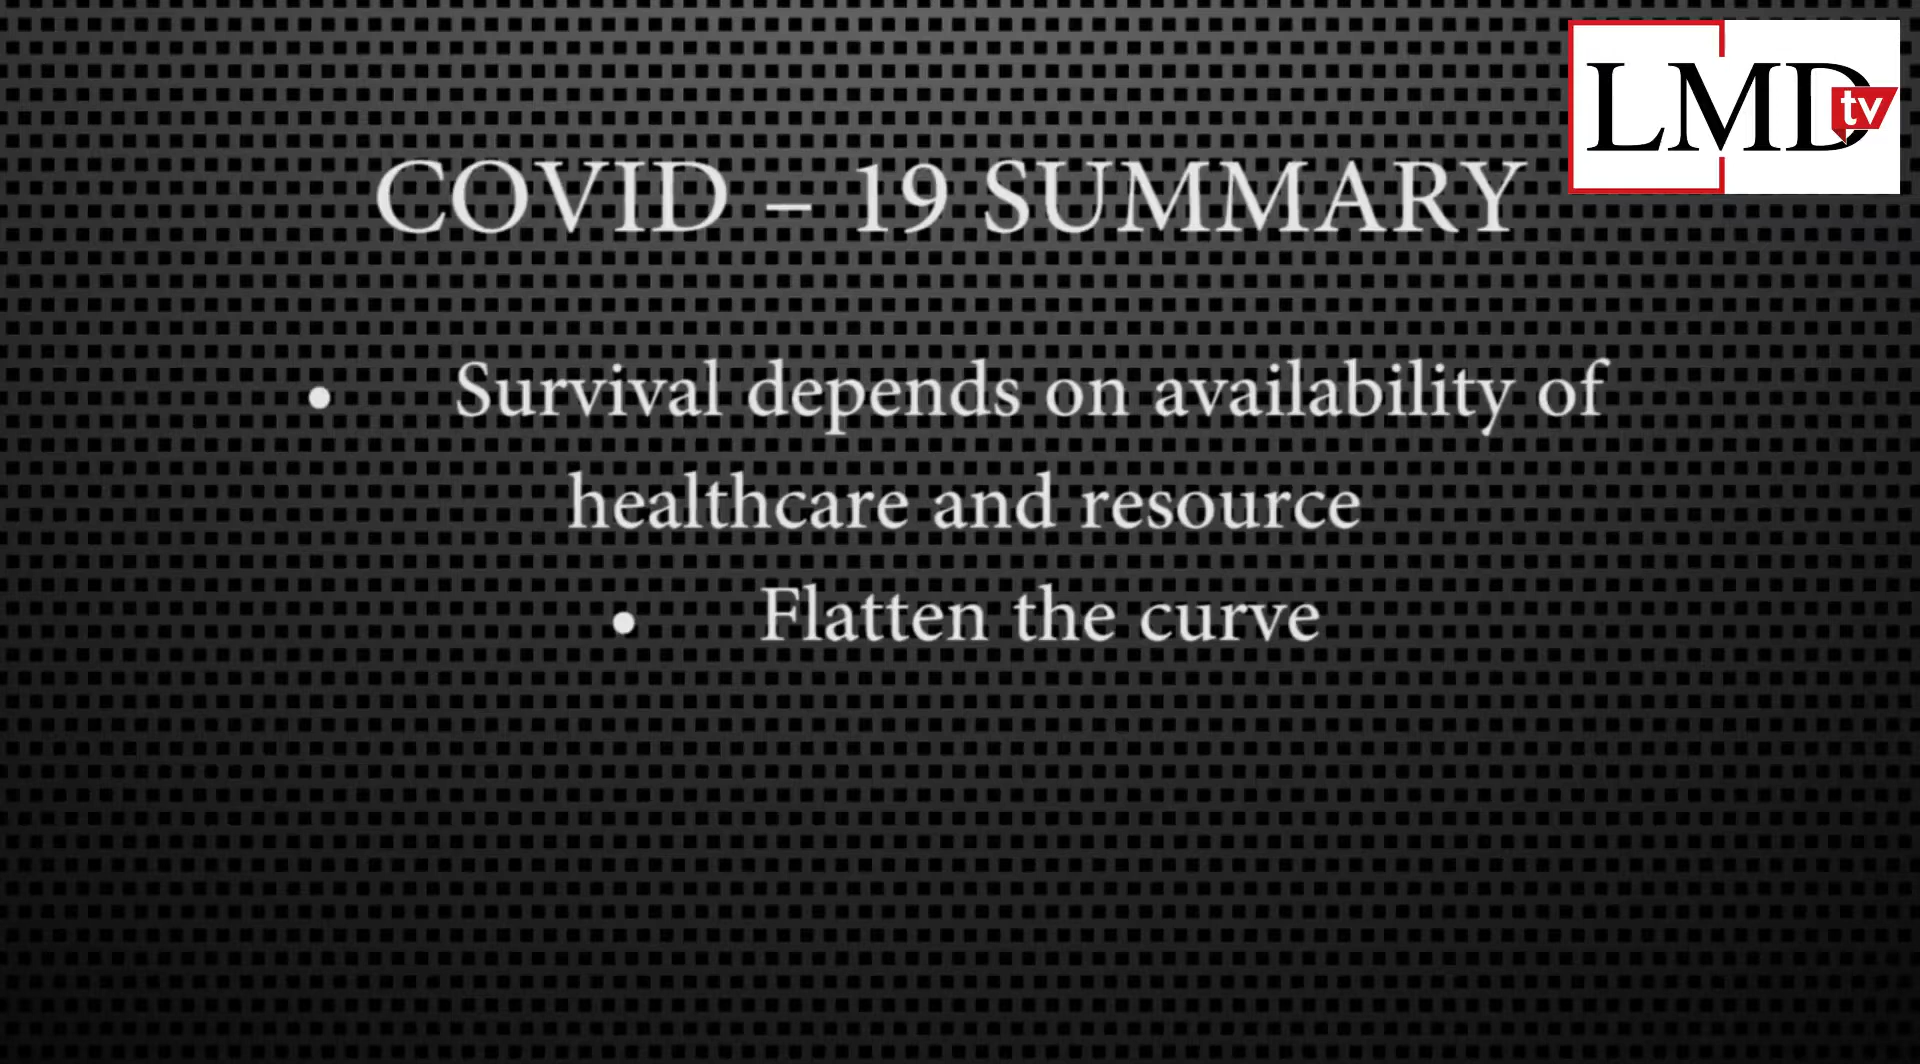 LMD tv
COVID – 19 SUMMARY
• Survival depends on availability of
healthcare and resource
• Flatten the curve